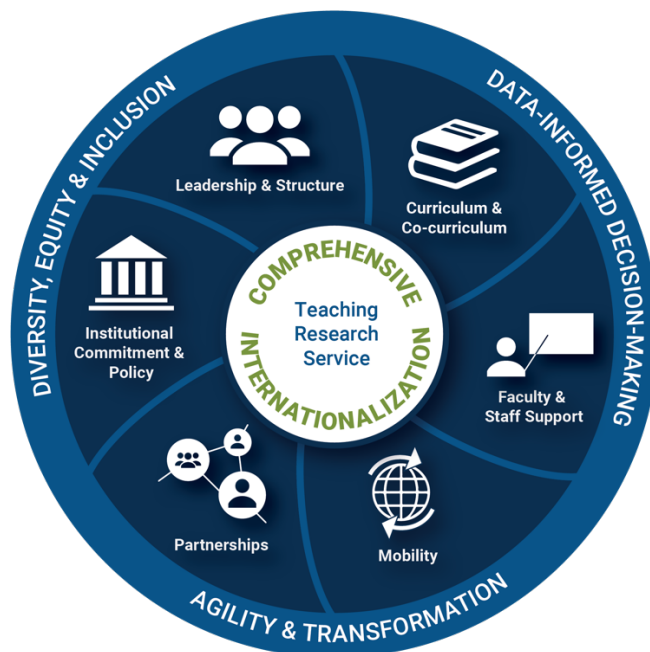 DIVERSITY, EQUITY & INCLUSION
DATA-INFORMED DECISION-MAKING
AGILITY & TRANSFORMATION
Leadership & Structure
Curriculum &
Co-curriculum
Institutional
Commitment &
Policy
Faculty &
Staff Support
Partnerships
Mobility
COMPREHENSIVE
Teaching
Research
Service
INTERNATIONALIZATION